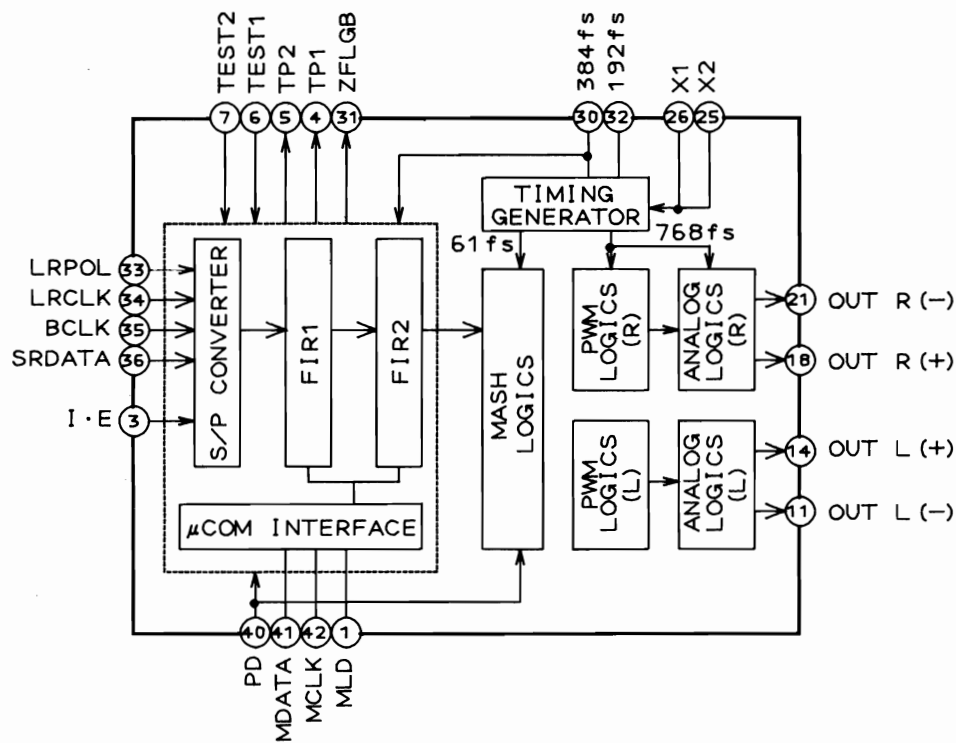 TEST2
TEST1
TP2
TP1
ZFLGB
384fs
192fs
X1
X2
7
6
5
4
31
30
32
26
25
TIMING
GENERATOR
61fs
768fs
LRPOL
33
LRCLK
34
BCLK
35
SRDATA
36
I·E
3
S/P CONVERTER
FIR1
FIR2
MASH
LOGICS
PWM
LOGICS
(R)
ANALOG
LOGICS
(R)
21
OUT R(−)
18
OUT R(+)
PWM
LOGICS
(L)
ANALOG
LOGICS
(L)
14
OUT L(+)
11
OUT L(−)
μCOM INTERFACE
40
41
42
1
PD
MDATA
MCLK
MLD